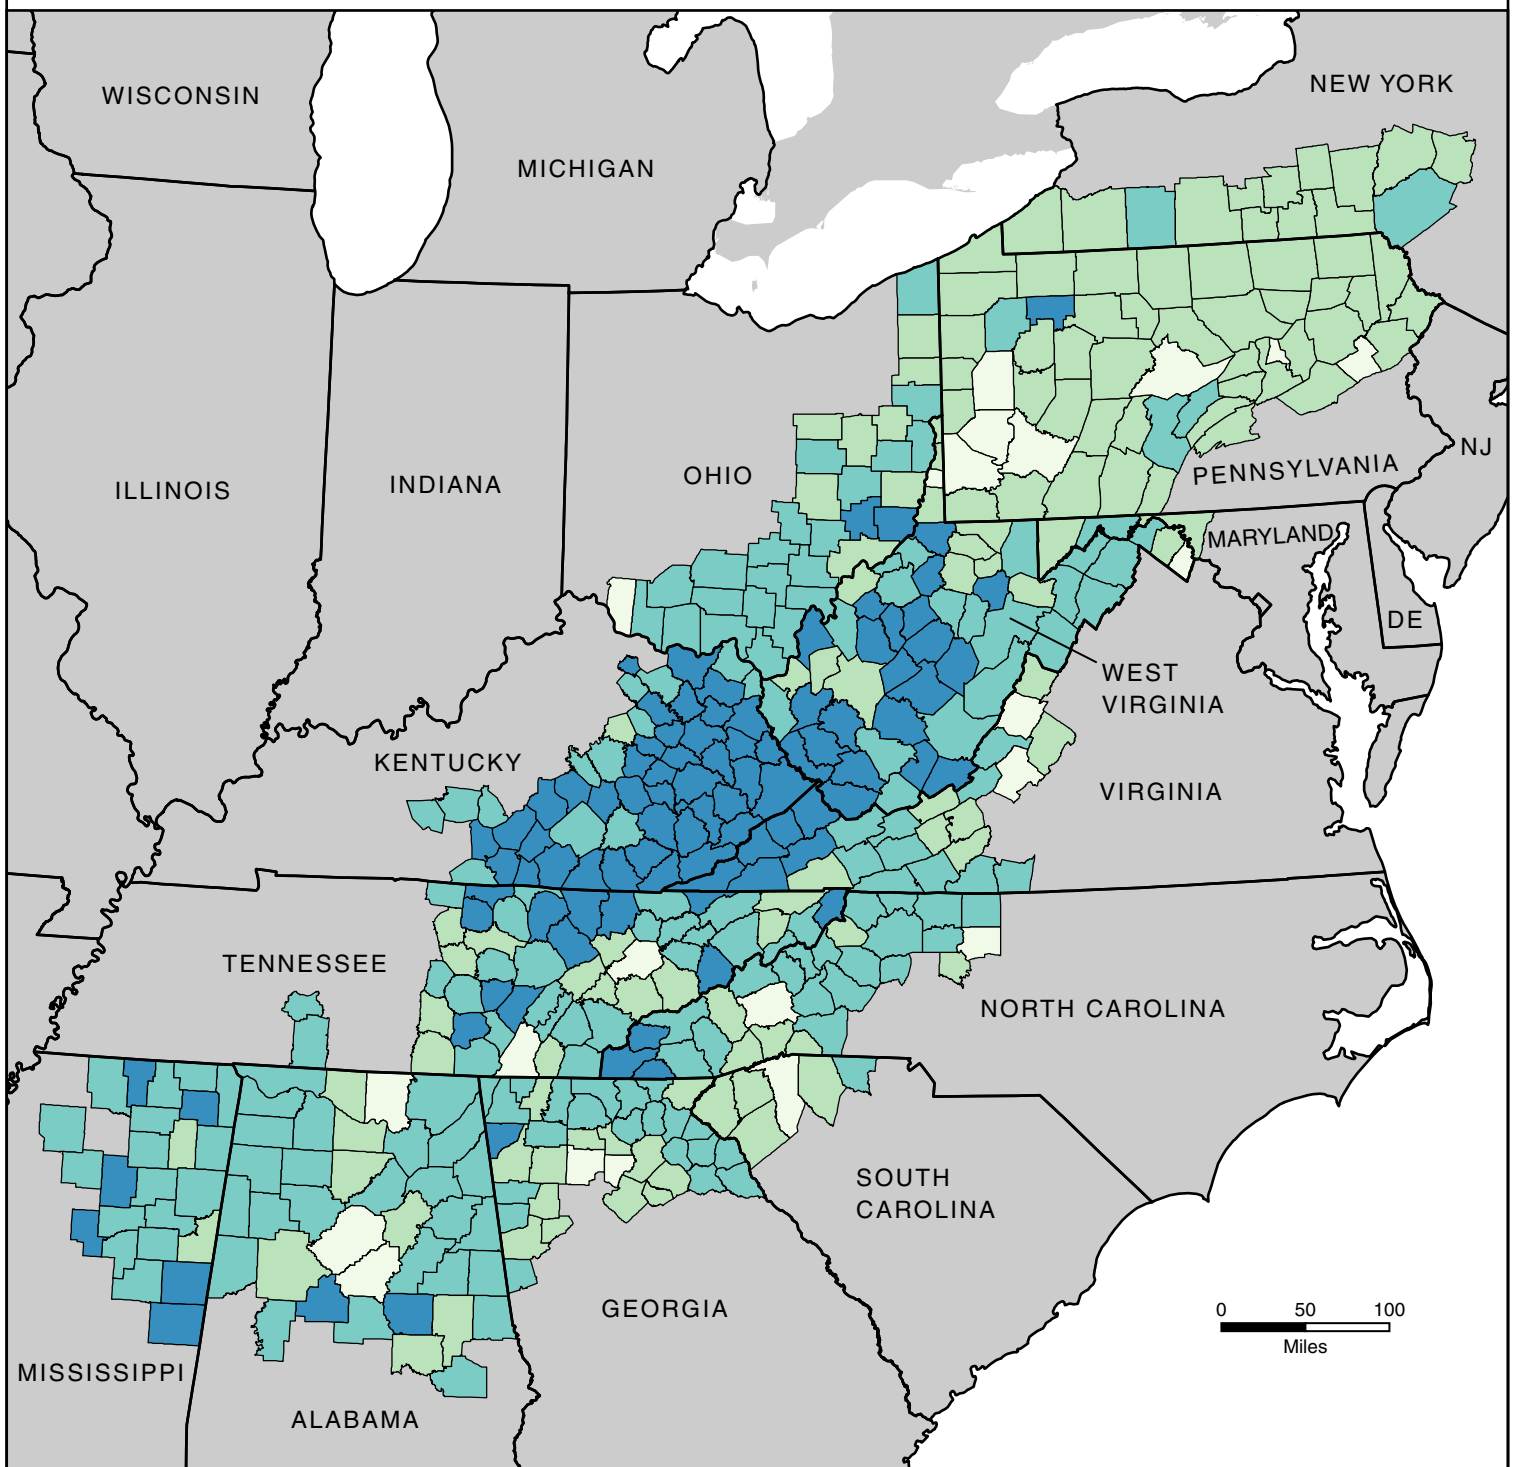 WISCONSIN
NEW YORK
MICHIGAN
ILLINOIS
INDIANA
OHIO
PENNSYLVANIA
NJ
MARYLAND
DE
WEST
VIRGINIA
KENTUCKY
VIRGINIA
TENNESSEE
NORTH CAROLINA
SOUTH
CAROLINA
GEORGIA
0 50 100
Miles
MISSISSIPPI
ALABAMA